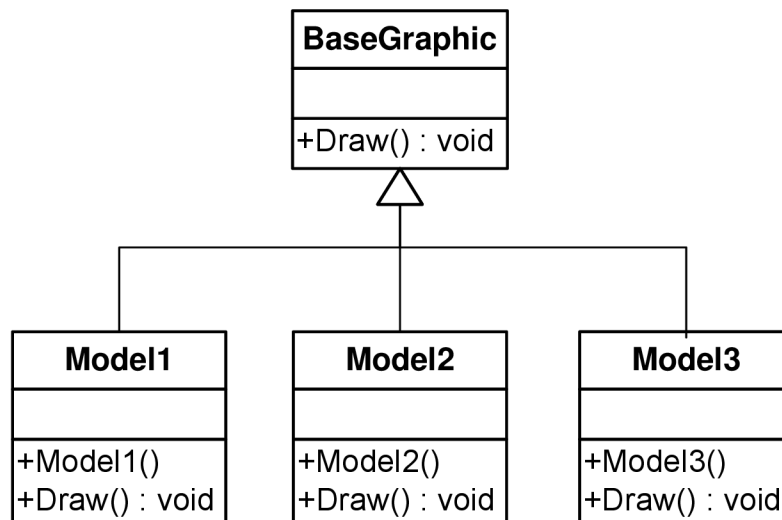 BaseGraphic
+Draw() : void
Model1
+Model1()
+Draw() : void
Model2
+Model2()
+Draw() : void
Model3
+Model3()
+Draw() : void